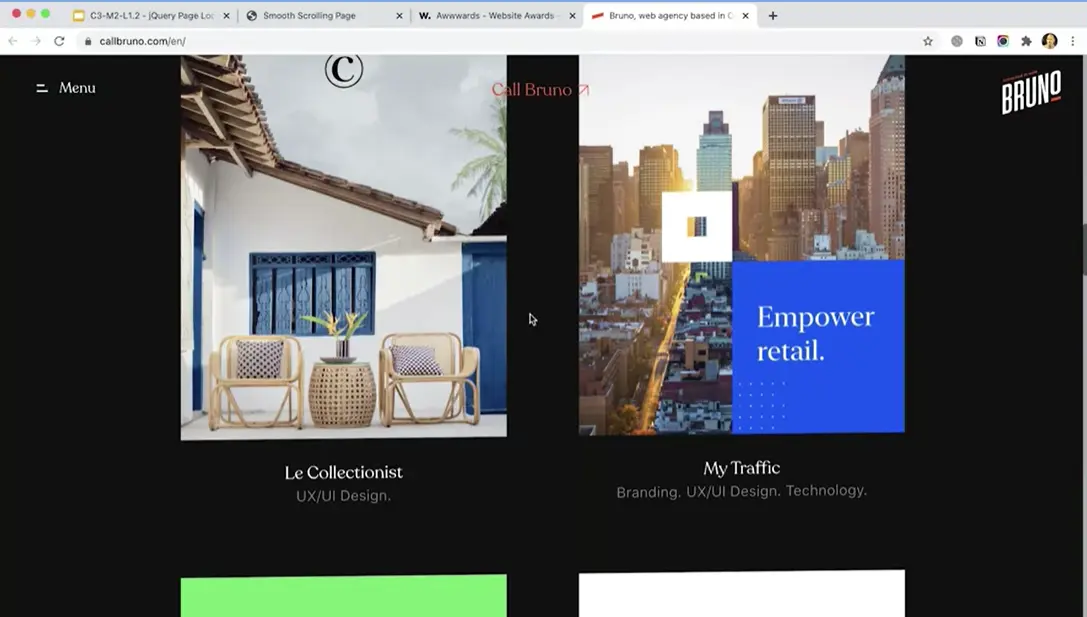 C3-M2-L1.2 - jQuery Page Loa
Smooth Scrolling Page
W. Awwwards - Website Awards -
Bruno, web agency based in
callbruno.com/en/
Menu
C
Call Bruno
BRUNO
Empower
retail.
Le Collectionist
UX/UI Design.
My Traffic
Branding. UX/UI Design. Technology.